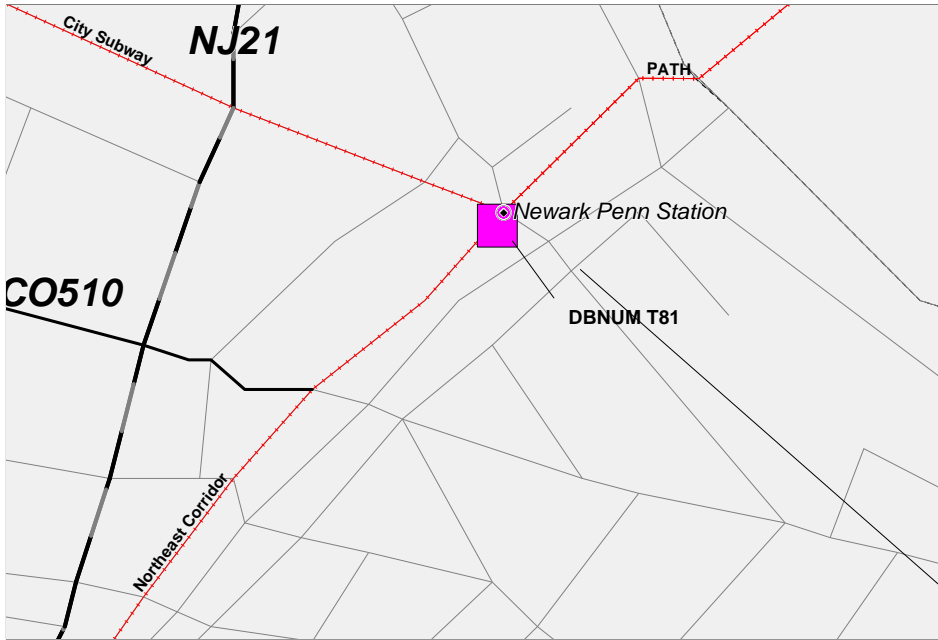 City Subway
NJ21
PATH
Newark Penn Station
CO510
DBNUM T81
Northeast Corridor